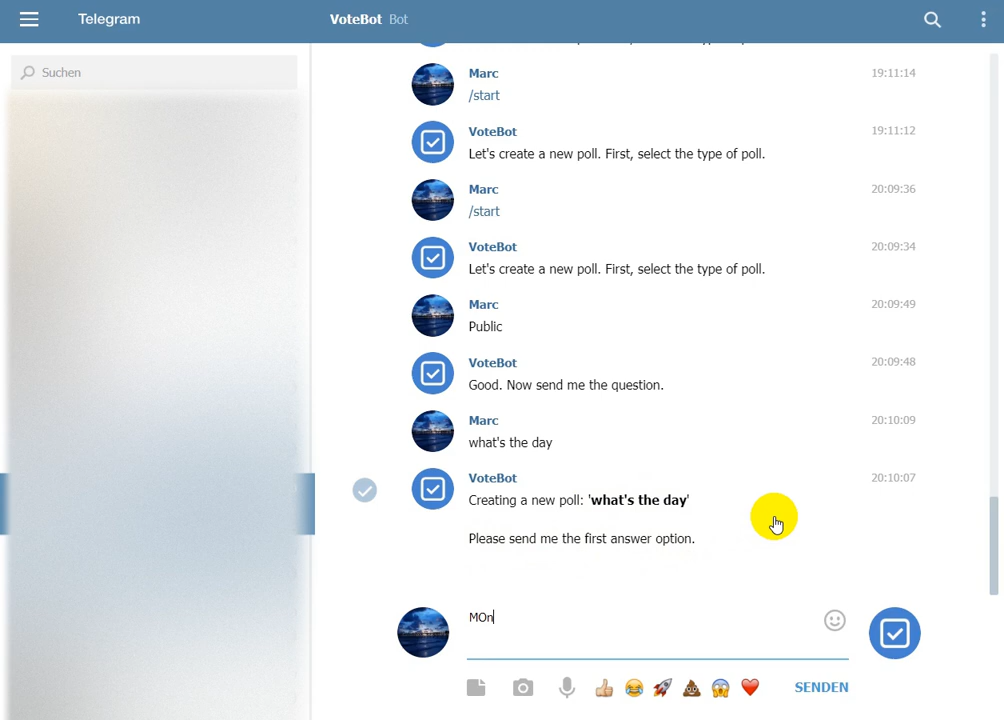 Telegram
VoteBot Bot
Suchen
Marc 19:11:14
/start
VoteBot 19:11:12
Let's create a new poll. First, select the type of poll.
Marc 20:09:36
/start
VoteBot 20:09:34
Let's create a new poll. First, select the type of poll.
Marc 20:09:49
Public
VoteBot 20:09:48
Good. Now send me the question.
Marc 20:10:09
what's the day
VoteBot 20:10:07
Creating a new poll: 'what's the day'
Please send me the first answer option.
MOn
SENDEN